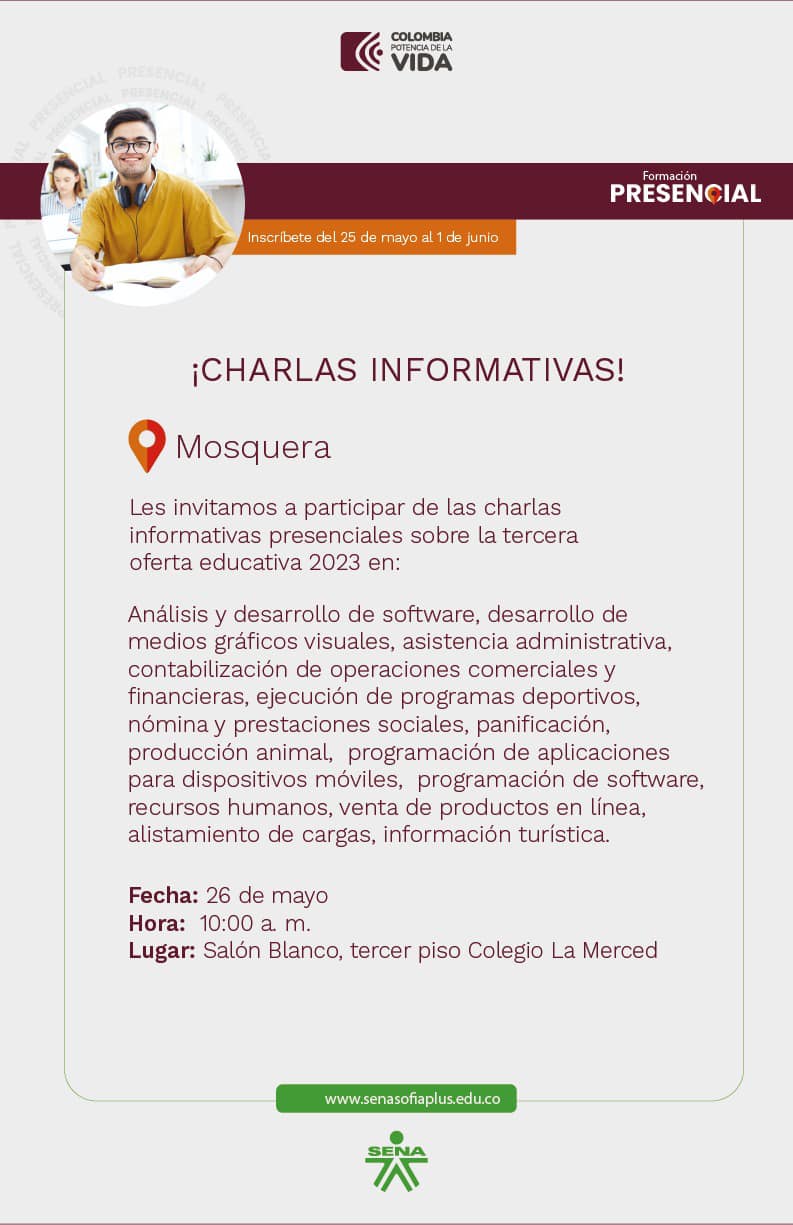 COLOMBIA
POTENCIA DE LA
VIDA
PRESENCIAL PRESENCIAL PRESENCIAL
PRESENCIAL PRESENCIAL
Formación
PRESENCIAL
Inscríbete del 25 de mayo al 1 de junio
¡CHARLAS INFORMATIVAS!
Mosquera
Les invitamos a participar de las charlas
informativas presenciales sobre la tercera
oferta educativa 2023 en:
Análisis y desarrollo de software, desarrollo de
medios gráficos visuales, asistencia administrativa,
contabilización de operaciones comerciales y
financieras, ejecución de programas deportivos,
nómina y prestaciones sociales, panificación,
producción animal,  programación de aplicaciones
para dispositivos móviles,  programación de software,
recursos humanos, venta de productos en línea,
alistamiento de cargas, información turística.
Fecha: 26 de mayo
Hora:  10:00 a. m.
Lugar: Salón Blanco, tercer piso Colegio La Merced
www.senasofiaplus.edu.co
SENA